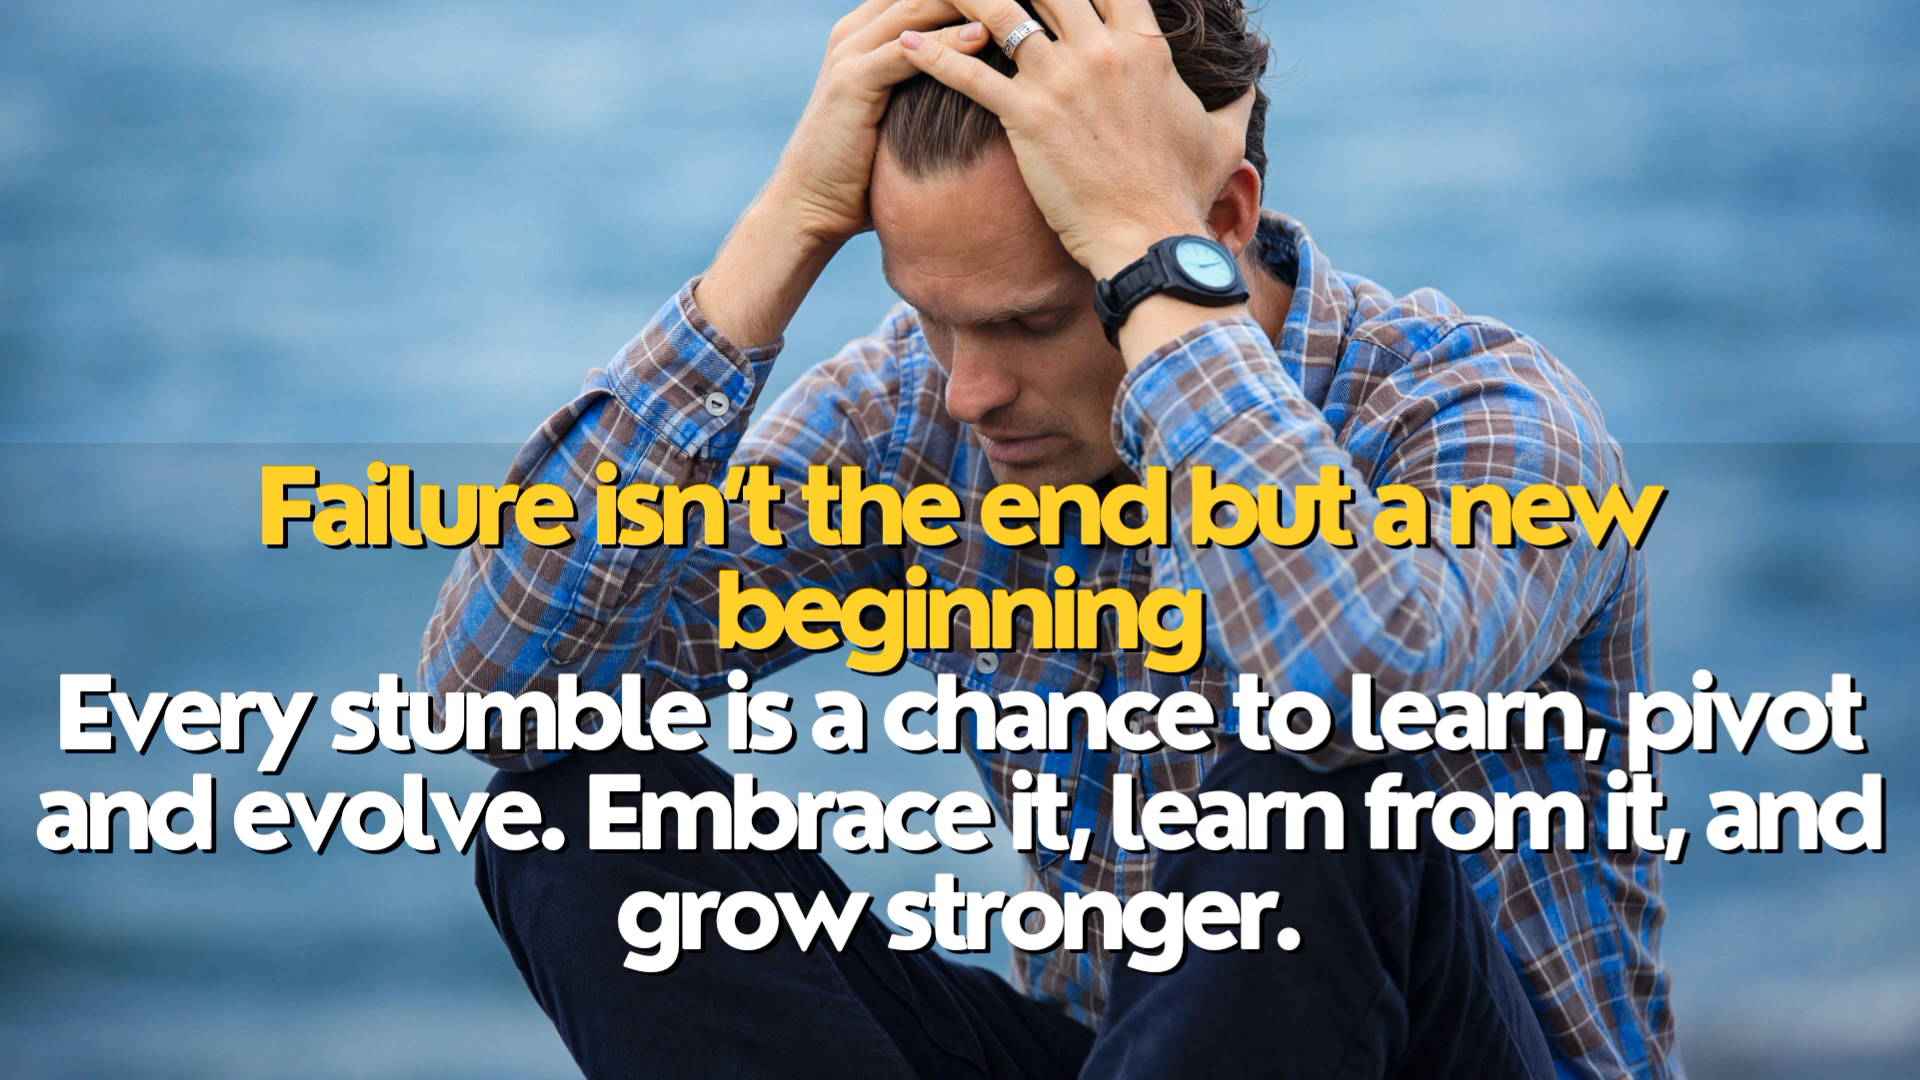 Failure isn't the end but a new
beginning
Every stumble is a chance to learn, pivot
and evolve. Embrace it, learn from it, and
grow stronger.